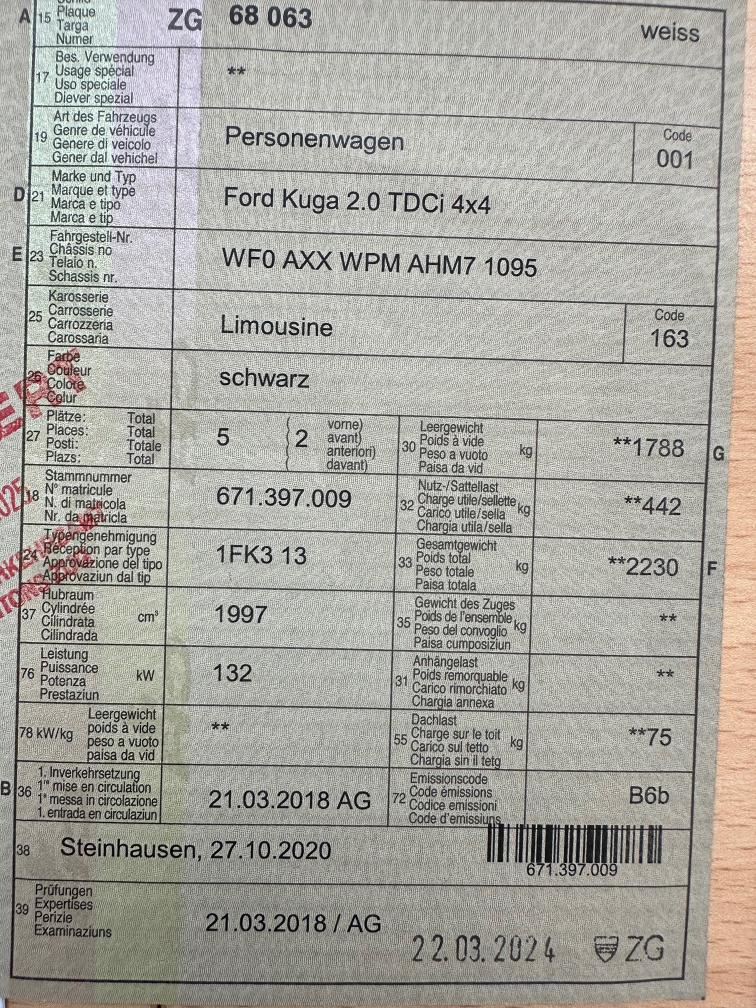 A 15 Plaque ZG 68 063 weiss
Targa
Numer
17 Bes. Verwendung **
Usage spécial
Uso speciale
Diever spezial
19 Art des Fahrzeugs Personenwagen Code
Genre de véhicule 001
Genere di veicolo
Gener dal vehichel
D 21 Marke und Typ Ford Kuga 2.0 TDCi 4x4
Marque et type
Marca e tipo
Marca e tip
E 23 Fahrgestell-Nr. WF0 AXX WPM AHM7 1095
Châssis no
Telaio n.
Schassis nr.
25 Karosserie Limousine Code
Carrosserie 163
Carrozzeria
Carossaria
26 Farbe schwarz
Couleur
Colore
Colur
27 Plätze: Total 5 2 vorne)
Places: Total avant)
Posti: Totale anteriori)
Plazs: Total davant)
30 Leergewicht kg **1788 G
Poids à vide
Peso a vuoto
Paisa da vid
18 Stammnummer 671.397.009
N° matricule
N. di matricola
Nr. da matricla
32 Nutz-/Sattellast kg **442
Charge utile/sellette
Carico utile/sella
Chargia utila/sella
24 Typengenehmigung 1FK3 13
Réception par type
Approvazione del tipo
Approvaziun dal tip
33 Gesamtgewicht kg **2230 F
Poids total
Peso totale
Paisa totala
37 Hubraum cm³ 1997
Cylindrée
Cilindrata
Cilindrada
35 Gewicht des Zuges kg **
Poids de l'ensemble
Peso del convoglio
Paisa cumposiziun
76 Leistung kW 132
Puissance
Potenza
Prestaziun
31 Anhängelast kg **
Poids remorquable
Carico rimorchiato
Chargia annexa
78 kW/kg Leergewicht **
poids à vide
peso a vuoto
paisa da vid
55 Dachlast kg **75
Charge sur le toit
Carico sul tetto
Chargia sin il tetg
B 36 1. Inverkehrsetzung 21.03.2018 AG
1re mise en circulation
1a messa in circolazione
1. entrada en circulaziun
72 Emissionscode B6b
Code émissions
Codice emissioni
Code d'emissiuns
38 Steinhausen, 27.10.2020
671.397.009
39 Prüfungen 21.03.2018 / AG
Expertises
Perizie
Examinaziuns
22.03.2024 ZG